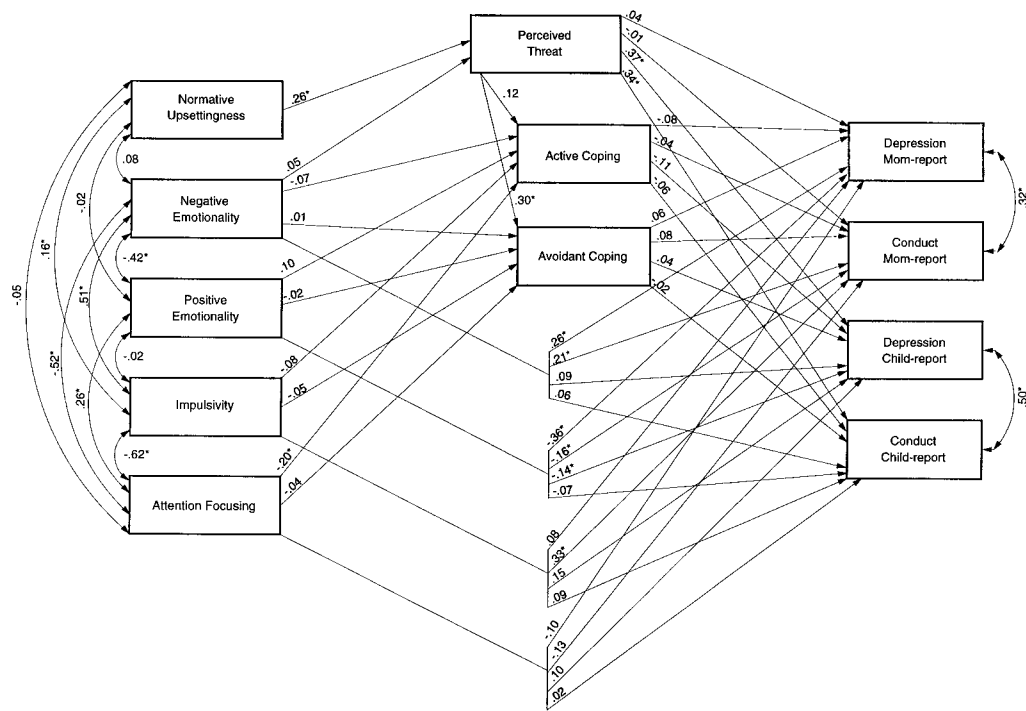 Perceived
Threat
.04
-.01
.37*
.34*
Normative
Upsettingness
.26*
.12
Active Coping
-.08
-.04
-.11
-.06
Depression
Mom-report
.08
.05
-.07
.01
Negative
Emotionality
.30*
Avoidant Coping
.06
.08
.04
-.02
.32*
Conduct
Mom-report
-.02
.16*
-.05
-.42*
.51*
-.52*
.10
-.02
Positive
Emotionality
.26*
.21*
.09
.06
Depression
Child-report
-.02
.26*
-.08
-.05
Impulsivity
-.36*
-.16*
-.14*
-.07
.50*
Conduct
Child-report
-.62*
-.20*
-.04
Attention Focusing
.08
.33*
.15
.09
-.10
-.13
.10
.02